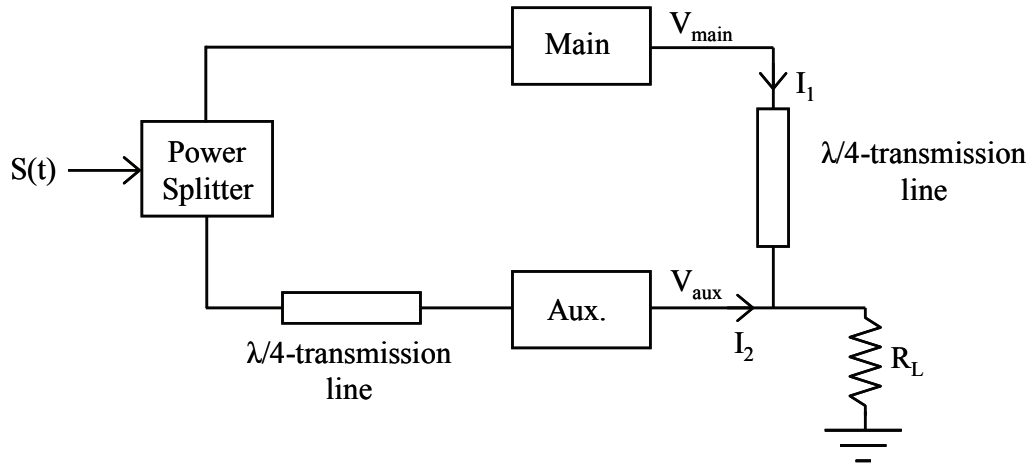 Main
V_main
I_1
λ/4-transmission
line
S(t)
Power
Splitter
λ/4-transmission
line
Aux.
V_aux
I_2
R_L